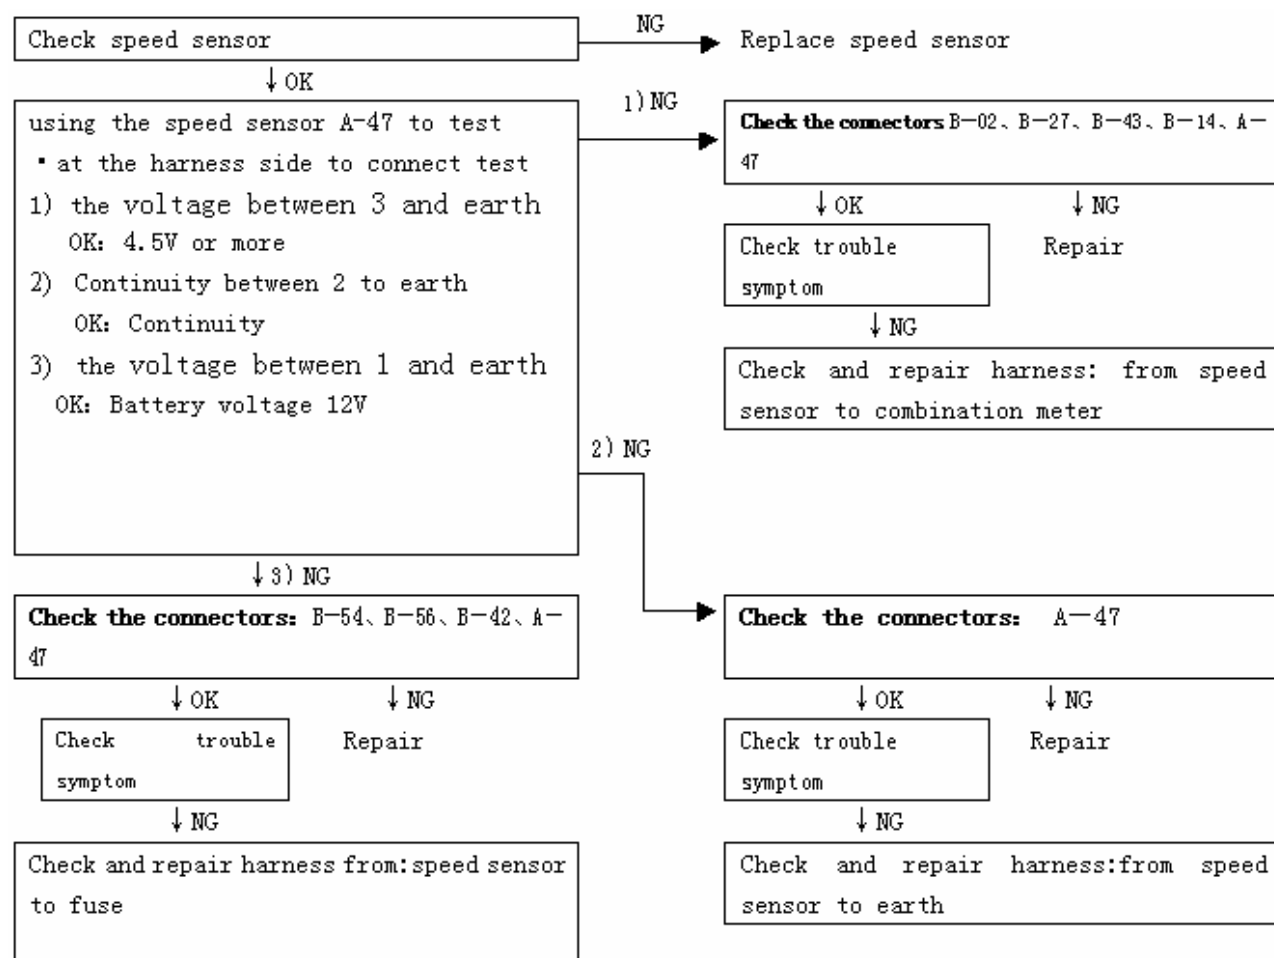 Check speed sensor
NG
Replace speed sensor
↓ OK
using the speed sensor A-47 to test
▪ at the harness side to connect test
1) the voltage between 3 and earth
OK: 4.5V or more
2) Continuity between 2 to earth
OK: Continuity
3) the voltage between 1 and earth
OK: Battery voltage 12V
1) NG
Check the connectors B—02、B—27、B—43、B—14、A—
47
↓ OK
↓ NG
Check trouble
symptom
Repair
↓ NG
Check and repair harness: from speed
sensor to combination meter
2) NG
↓ 3) NG
Check the connectors: B—54、B—56、B—42、A—
47
↓ OK
↓ NG
Check trouble
symptom
Repair
↓ NG
Check and repair harness from:speed sensor
to fuse
Check the connectors: A—47
↓ OK
↓ NG
Check trouble
symptom
Repair
↓ NG
Check and repair harness:from speed
sensor to earth